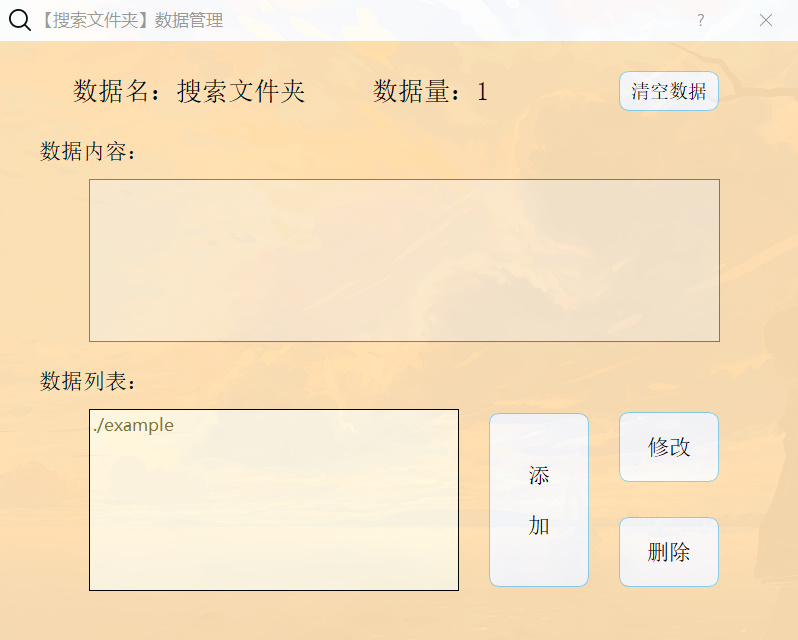 【搜索文件夹】数据管理 ?
数据名：搜索文件夹 数据量：1 清空数据
数据内容：
数据列表：
./example
添
加
修改
删除